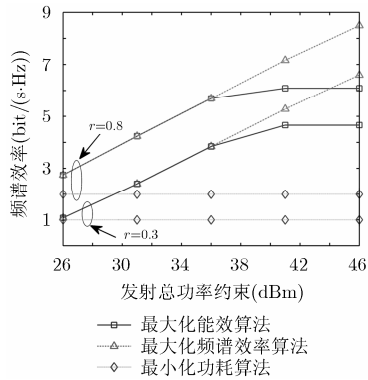 频谱效率(bit/(s·Hz))
9
7
5
3
1
r=0.8
r=0.3
26 30 34 38 42 46
发射总功率约束(dBm)
最大化能效算法
最大化频谱效率算法
最小化功耗算法